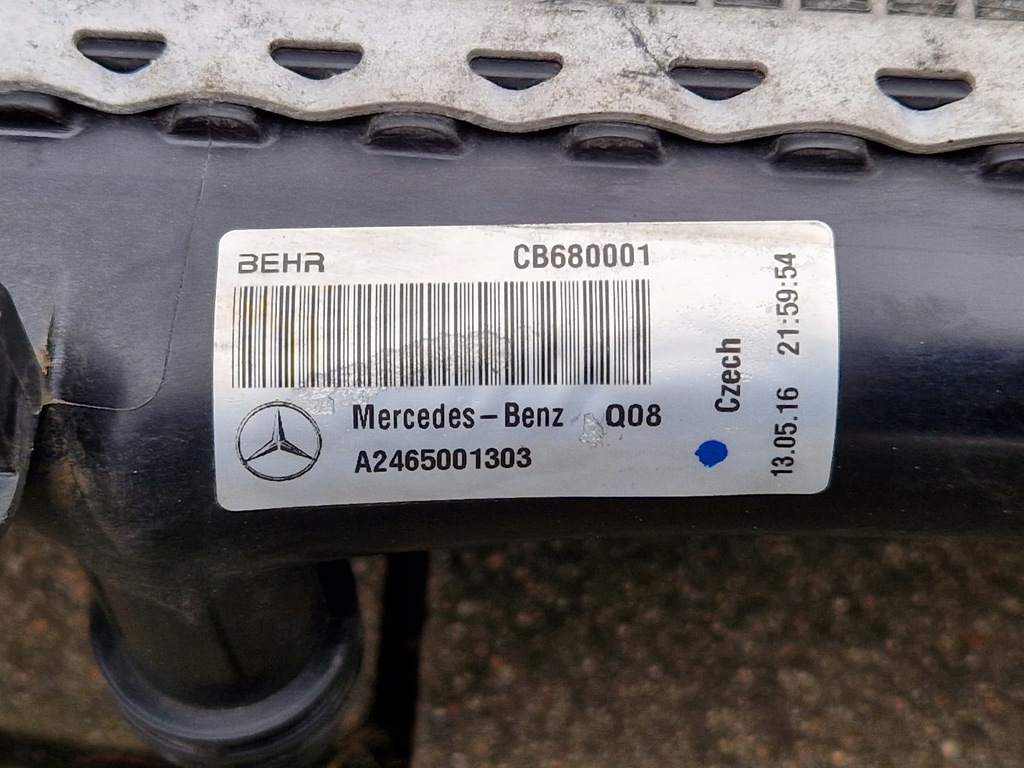 BEHR CB680001
Mercedes-Benz Q08
A2465001303
Czech
13.05.16 21:59:54